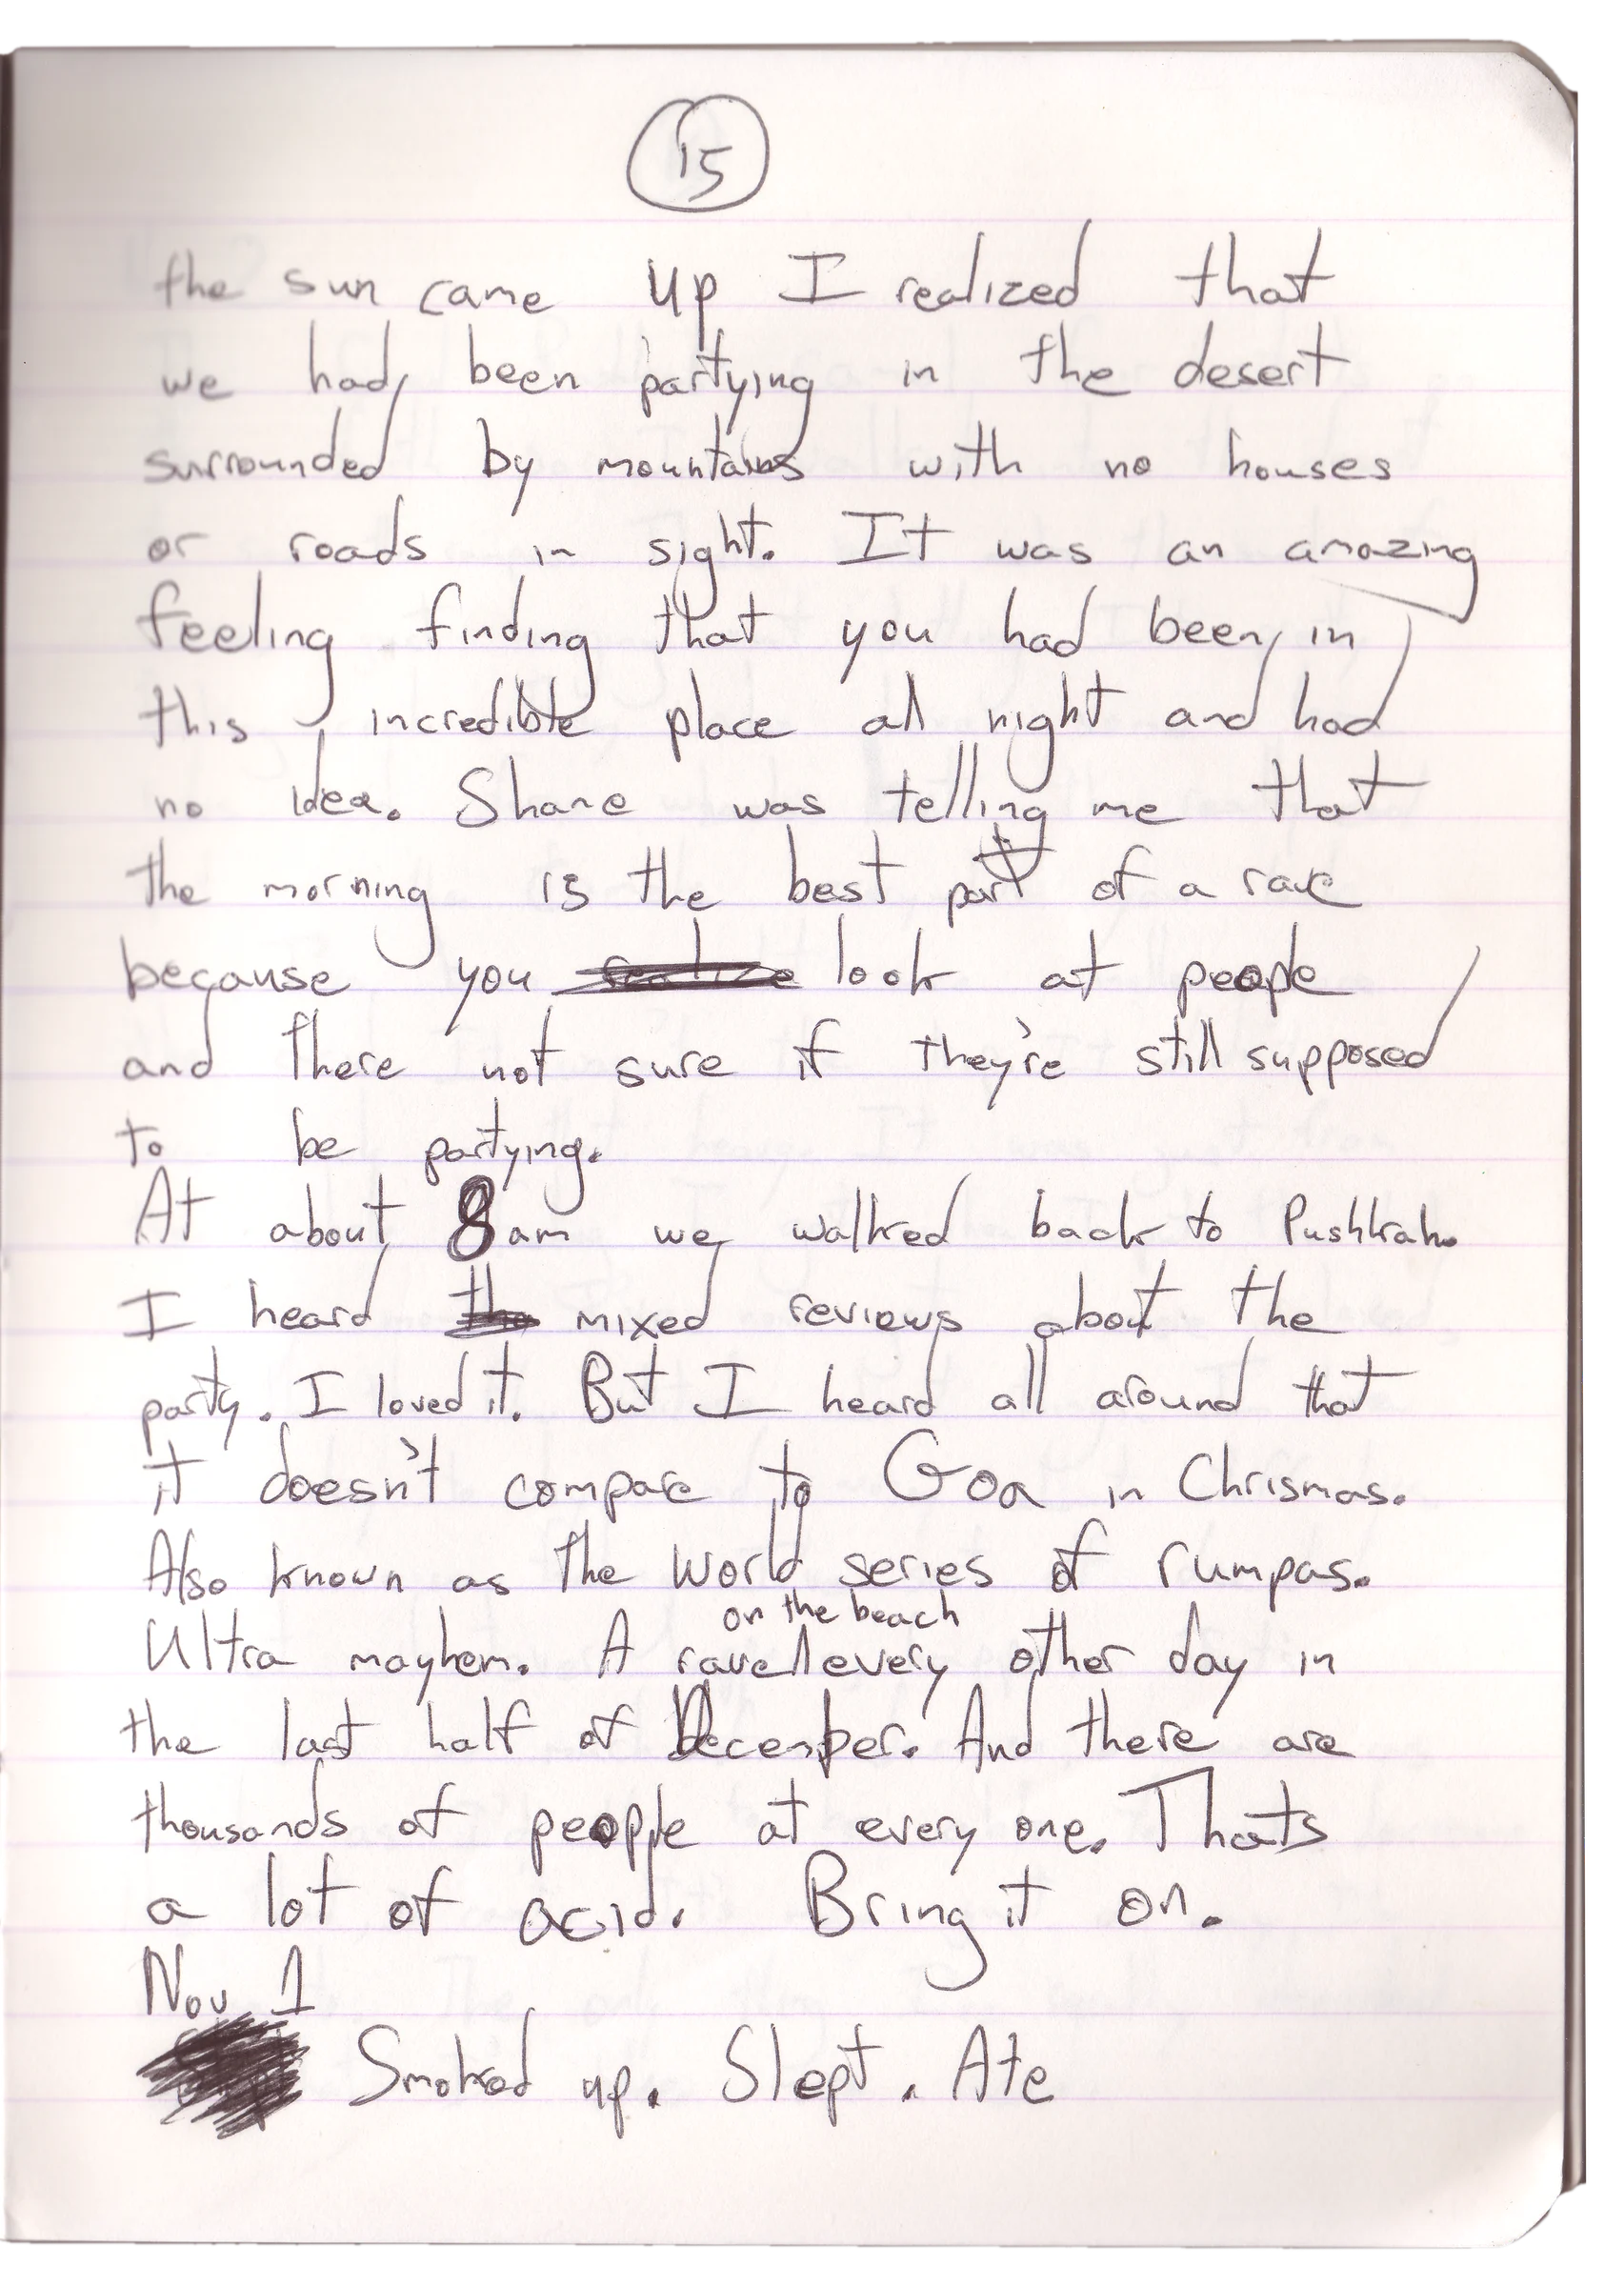 15
the sun came up I realized that
we had been partying in the desert
surrounded by mountains with no houses
or roads in sight. It was an amazing
feeling finding that you had been in
this incredible place all night and had
no idea. Shane was telling me that
the morning is the best part of a rave
because you realize look at people
and there not sure if they're still supposed
to be partying.
At about 8am we walked back to Pushkah.
I heard the mixed reviews about the
party. I loved it. But I heard all around that
it doesn't compare to Goa in Chrismas.
Also known as the world series of rumpas.
on the beach
Ultra mayhem. A rave every other day in
the last half of December. And there are
thousands of people at every one. Thats
a lot of acid. Bring it on.
Nov 1
Smoked up. Slept. Ate